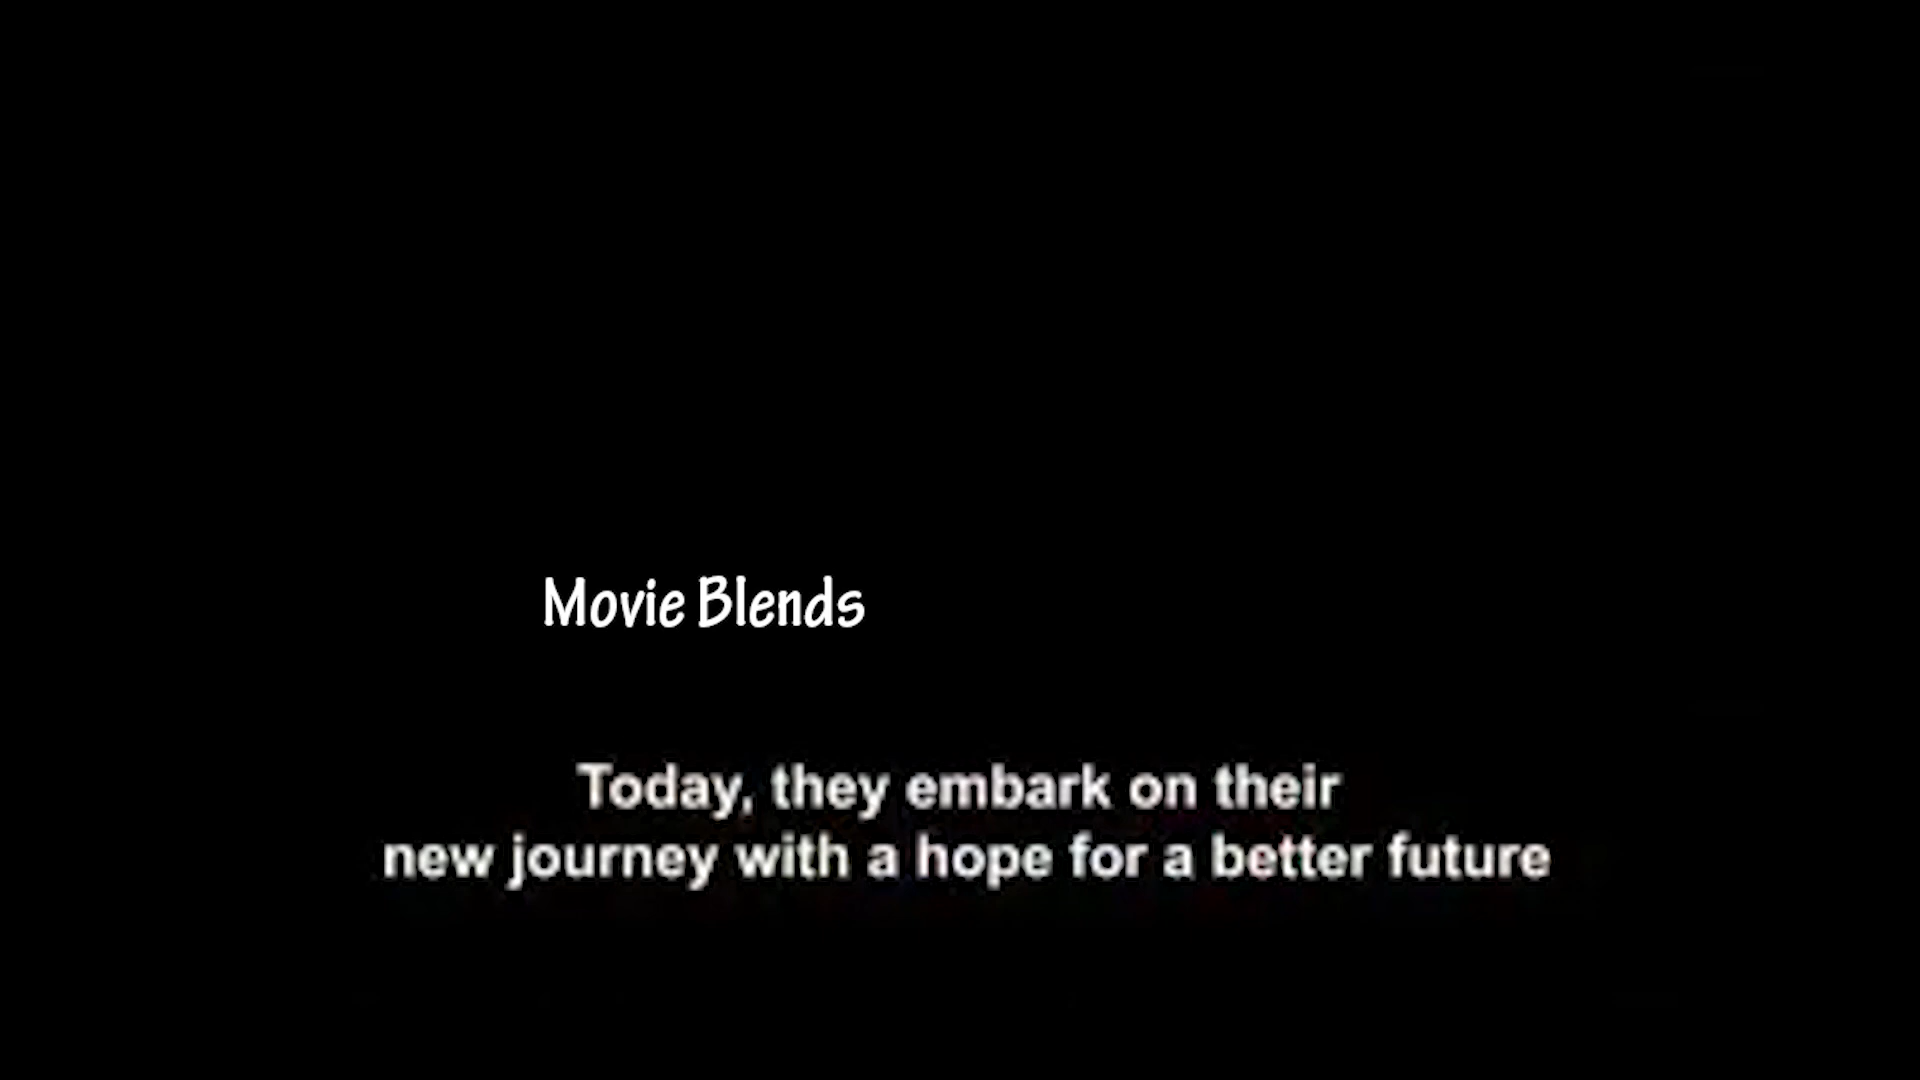 Movie Blends
Today, they embark on their
new journey with a hope for a better future